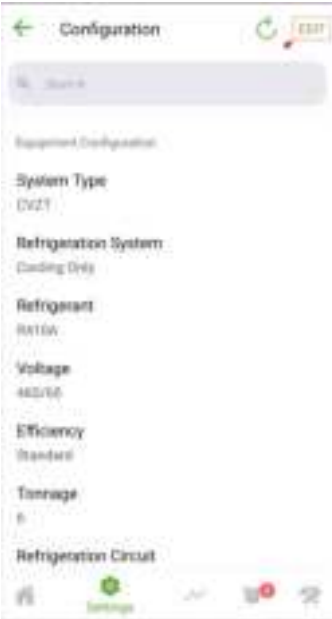 Configuration
EDIT
Search
Equipment Configuration
System Type
CVZT
Refrigeration System
Cooling Only
Refrigerant
R410A
Voltage
460/60
Efficiency
Standard
Tonnage
6
Refrigeration Circuit
Settings